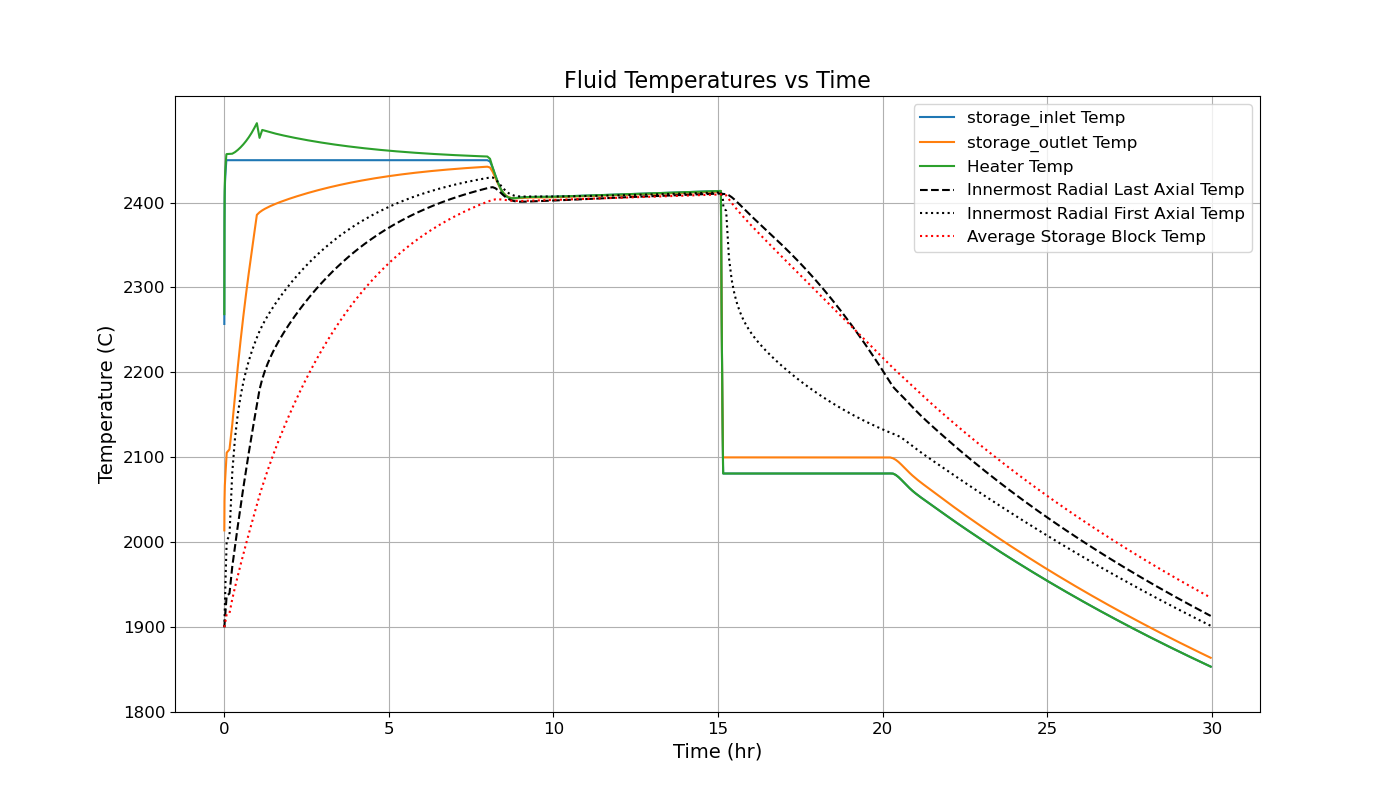 Fluid Temperatures vs Time
storage_inlet Temp
storage_outlet Temp
Heater Temp
Innermost Radial Last Axial Temp
Innermost Radial First Axial Temp
Average Storage Block Temp
Temperature (C)
2400
2300
2200
2100
2000
1900
1800
0 5 10 15 20 25 30
Time (hr)